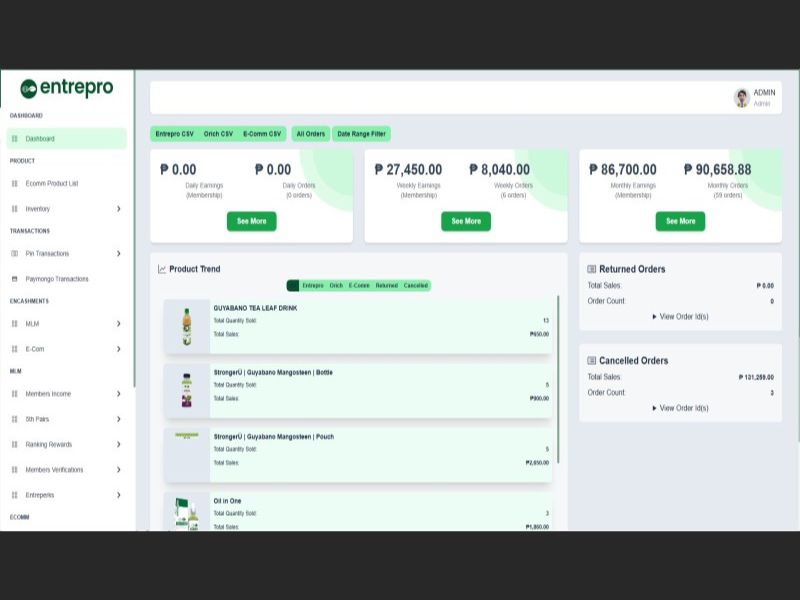 entrepro
DASHBOARD
Dashboard
PRODUCT
Ecomm Product List
Inventory
TRANSACTIONS
Pin Transactions
Paymongo Transactions
ENCASHMENTS
MLM
E-Com
MLM
Members Income
5th Pairs
Ranking Rewards
Members Verifications
Entreperks
ECOMM
ADMIN
Admin
Entrepro CSV Orich CSV E-Comm CSV All Orders Date Range Filter
₱ 0.00 ₱ 0.00
Daily Earnings Daily Orders
(Membership) (0 orders)
See More
₱ 27,450.00 ₱ 8,040.00
Weekly Earnings Weekly Orders
(Membership) (6 orders)
See More
₱ 86,700.00 ₱ 90,658.88
Monthly Earnings Monthly Orders
(Membership) (59 orders)
See More
Product Trend
Entrepro Orich E-Comm Returned Cancelled
GUYABANO TEA LEAF DRINK
Total Quantity Sold: 13
Total Sales: ₱650.00
StrongerU | Guyabano Mangosteen | Bottle
Total Quantity Sold: 5
Total Sales: ₱900.00
StrongerU | Guyabano Mangosteen | Pouch
Total Quantity Sold: 5
Total Sales: ₱2,650.00
Oil in One
Total Quantity Sold: 3
Total Sales: ₱1,860.00
Returned Orders
Total Sales: ₱ 0.00
Order Count: 0
View Order Id(s)
Cancelled Orders
Total Sales: ₱ 131,259.00
Order Count: 3
View Order Id(s)